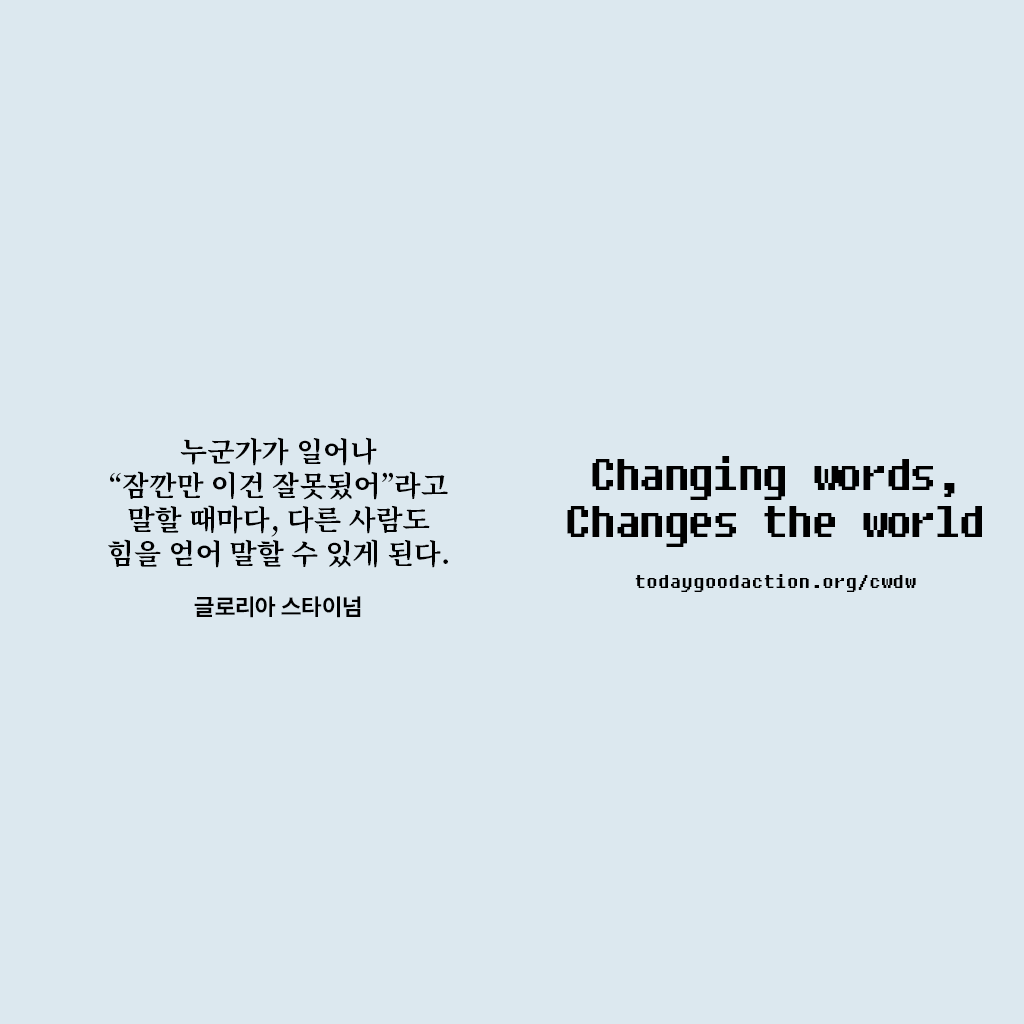 누군가가 일어나
“잠깐만 이건 잘못됬어”라고
말할 때마다, 다른 사람도
힘을 얻어 말할 수 있게 된다.
글로리아 스타이넘
Changing words,
Changes the world
todaygoodaction.org/cwdw